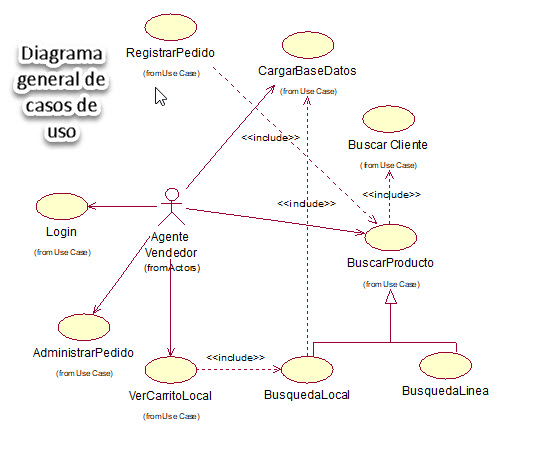 Diagrama
general de
casos de
uso
RegistrarPedido
(from Use Case)
CargarBaseDatos
(from Use Case)
<<include>>
Buscar Cliente
(from Use Case)
<<include>>
<<include>>
Login
(from Use Case)
Agente
Vendedor
(from Actors)
BuscarProducto
(from Use Case)
AdministrarPedido
(from Use Case)
<<include>>
VerCarritoLocal
(from Use Case)
BusquedaLocal
BusquedaLinea